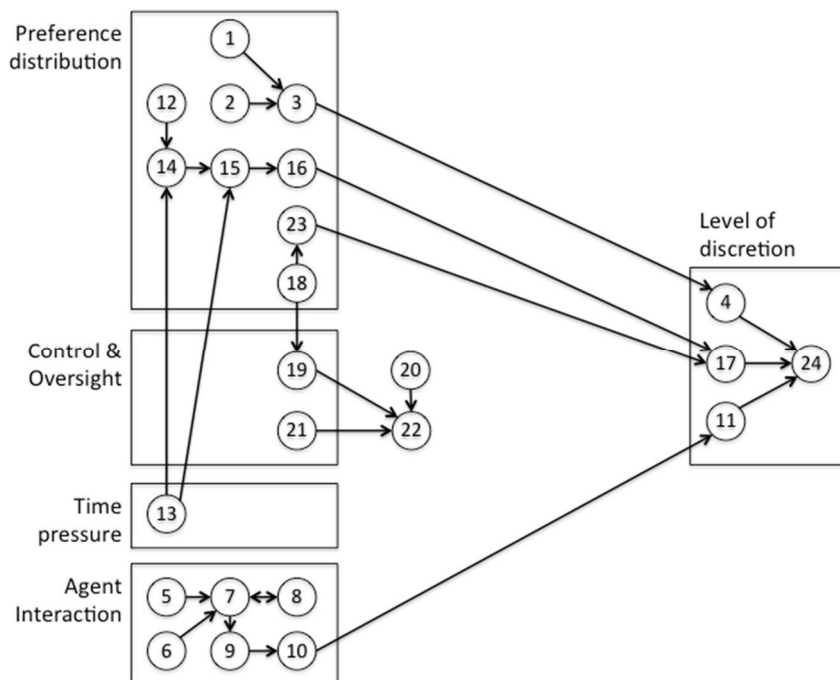 Preference
distribution
1
12 2 3
14 15 16
23
18
Level of
discretion
4
17 24
11
Control &
Oversight
19 20
21 22
Time
pressure
13
Agent
Interaction
5 7 8
6 9 10